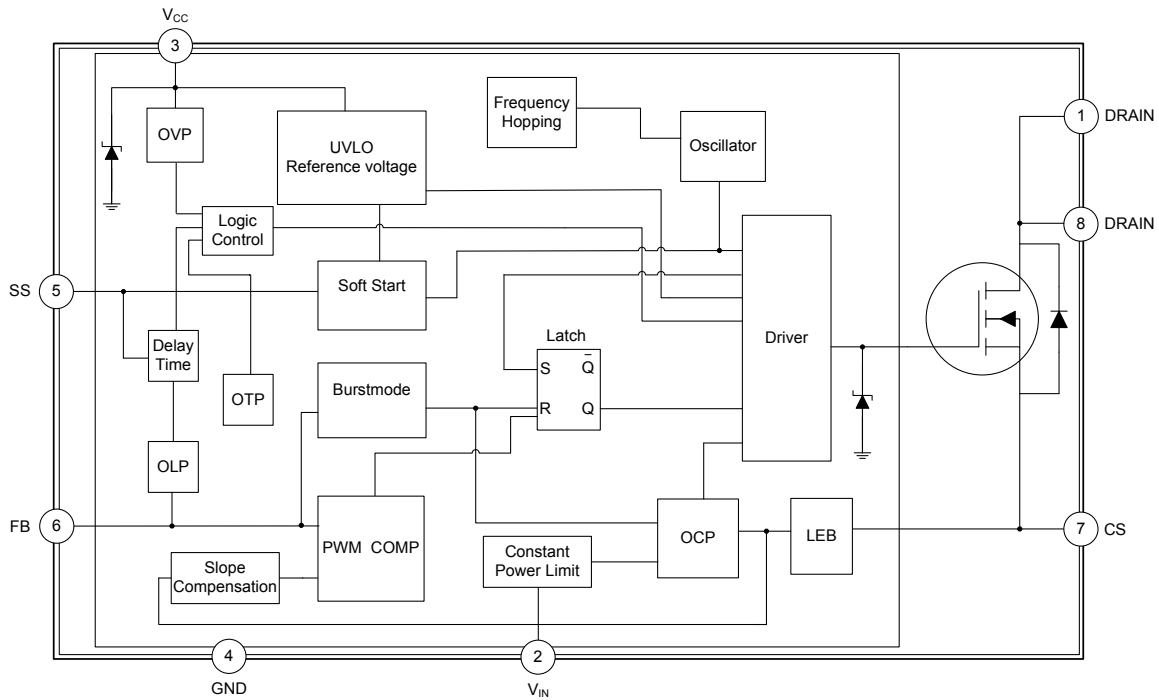 VCC
3
Frequency
Hopping
1
DRAIN
OVP
UVLO
Reference voltage
Oscillator
Logic
Control
8
DRAIN
SS
5
Soft Start
Driver
Delay
Time
Latch
S
Q̅
R
Q
OTP
Burstmode
OLP
FB
6
PWM COMP
OCP
LEB
7
CS
Constant
Power Limit
Slope
Compensation
4
GND
2
VIN